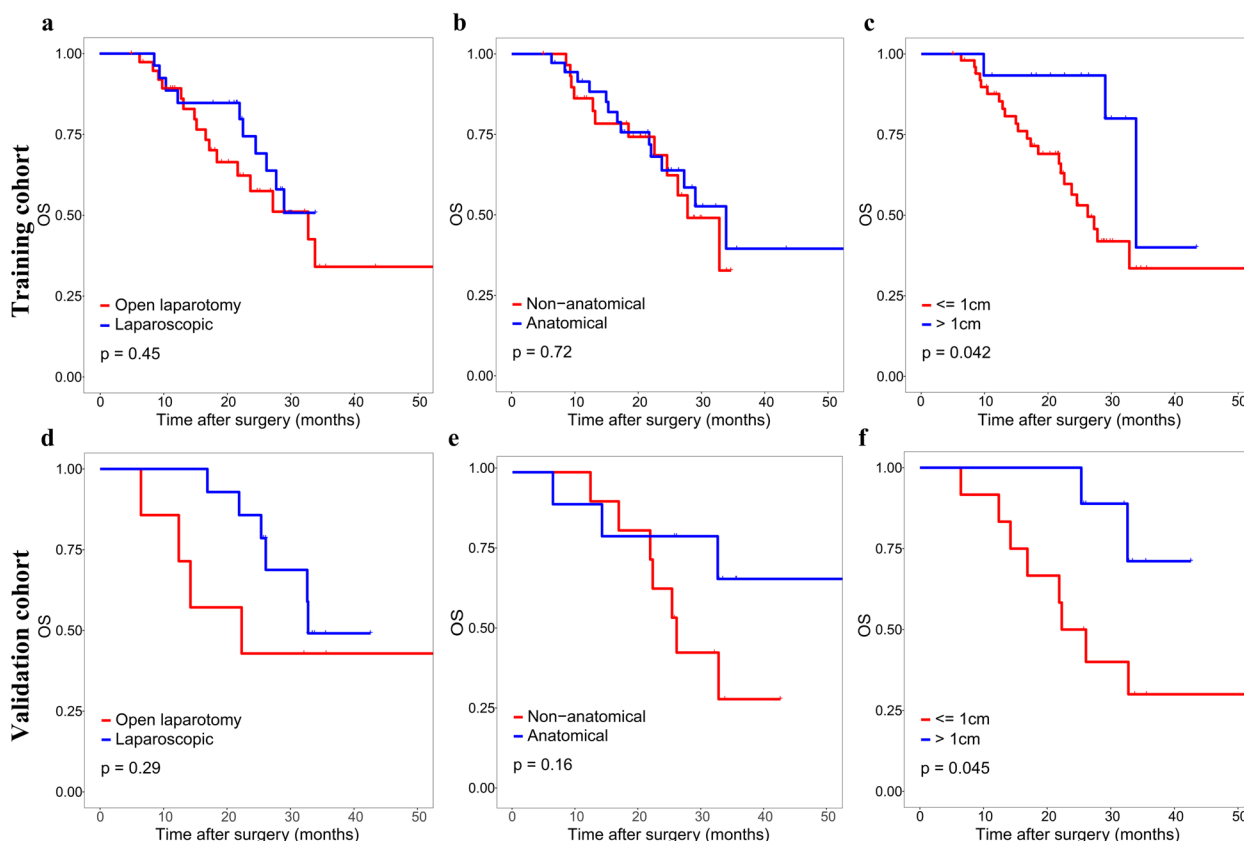 a
1.00
0.75
0.50
0.25
0.00
OS
Open laparotomy
Laparoscopic
p = 0.45
0 10 20 30 40 50
Time after surgery (months)
b
1.00
0.75
0.50
0.25
0.00
OS
Non−anatomical
Anatomical
p = 0.72
0 10 20 30 40 50
Time after surgery (months)
c
1.00
0.75
0.50
0.25
0.00
OS
<= 1cm
> 1cm
p = 0.042
0 10 20 30 40 50
Time after surgery (months)
Training cohort
d
1.00
0.75
0.50
0.25
0.00
OS
Open laparotomy
Laparoscopic
p = 0.29
0 10 20 30 40 50
Time after surgery (months)
e
1.00
0.75
0.50
0.25
0.00
OS
Non−anatomical
Anatomical
p = 0.16
0 10 20 30 40 50
Time after surgery (months)
f
1.00
0.75
0.50
0.25
0.00
OS
<= 1cm
> 1cm
p = 0.045
0 10 20 30 40 50
Time after surgery (months)
Validation cohort